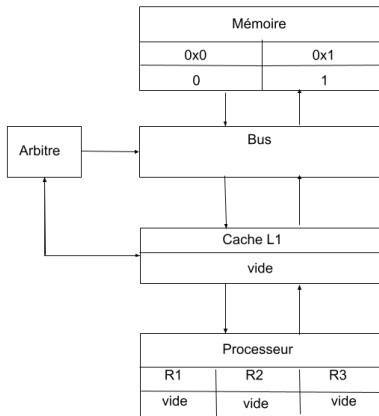 Mémoire
0x0 0x1
0 1
Arbitre
Bus
Cache L1
vide
Processeur
R1 R2 R3
vide vide vide